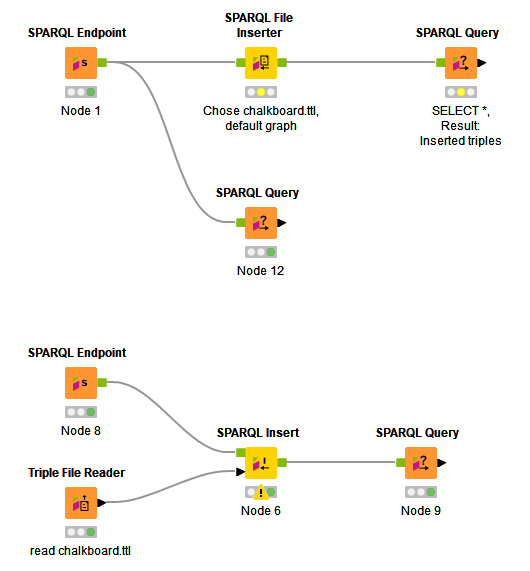 SPARQL Endpoint
SPARQL File
Inserter
SPARQL Query
s
?
Node 1
Chose chalkboard.ttl,
default graph
SELECT *,
Result:
Inserted triples
SPARQL Query
?
Node 12
SPARQL Endpoint
s
Node 8
SPARQL Insert
!
Node 6
SPARQL Query
?
Node 9
Triple File Reader
read chalkboard.ttl